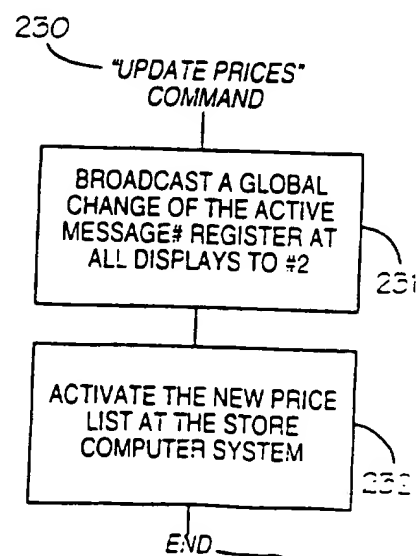 230
"UPDATE PRICES"
COMMAND
BROADCAST A GLOBAL
CHANGE OF THE ACTIVE
MESSAGE# REGISTER AT
ALL DISPLAYS TO #2
231
ACTIVATE THE NEW PRICE
LIST AT THE STORE
COMPUTER SYSTEM
232
END